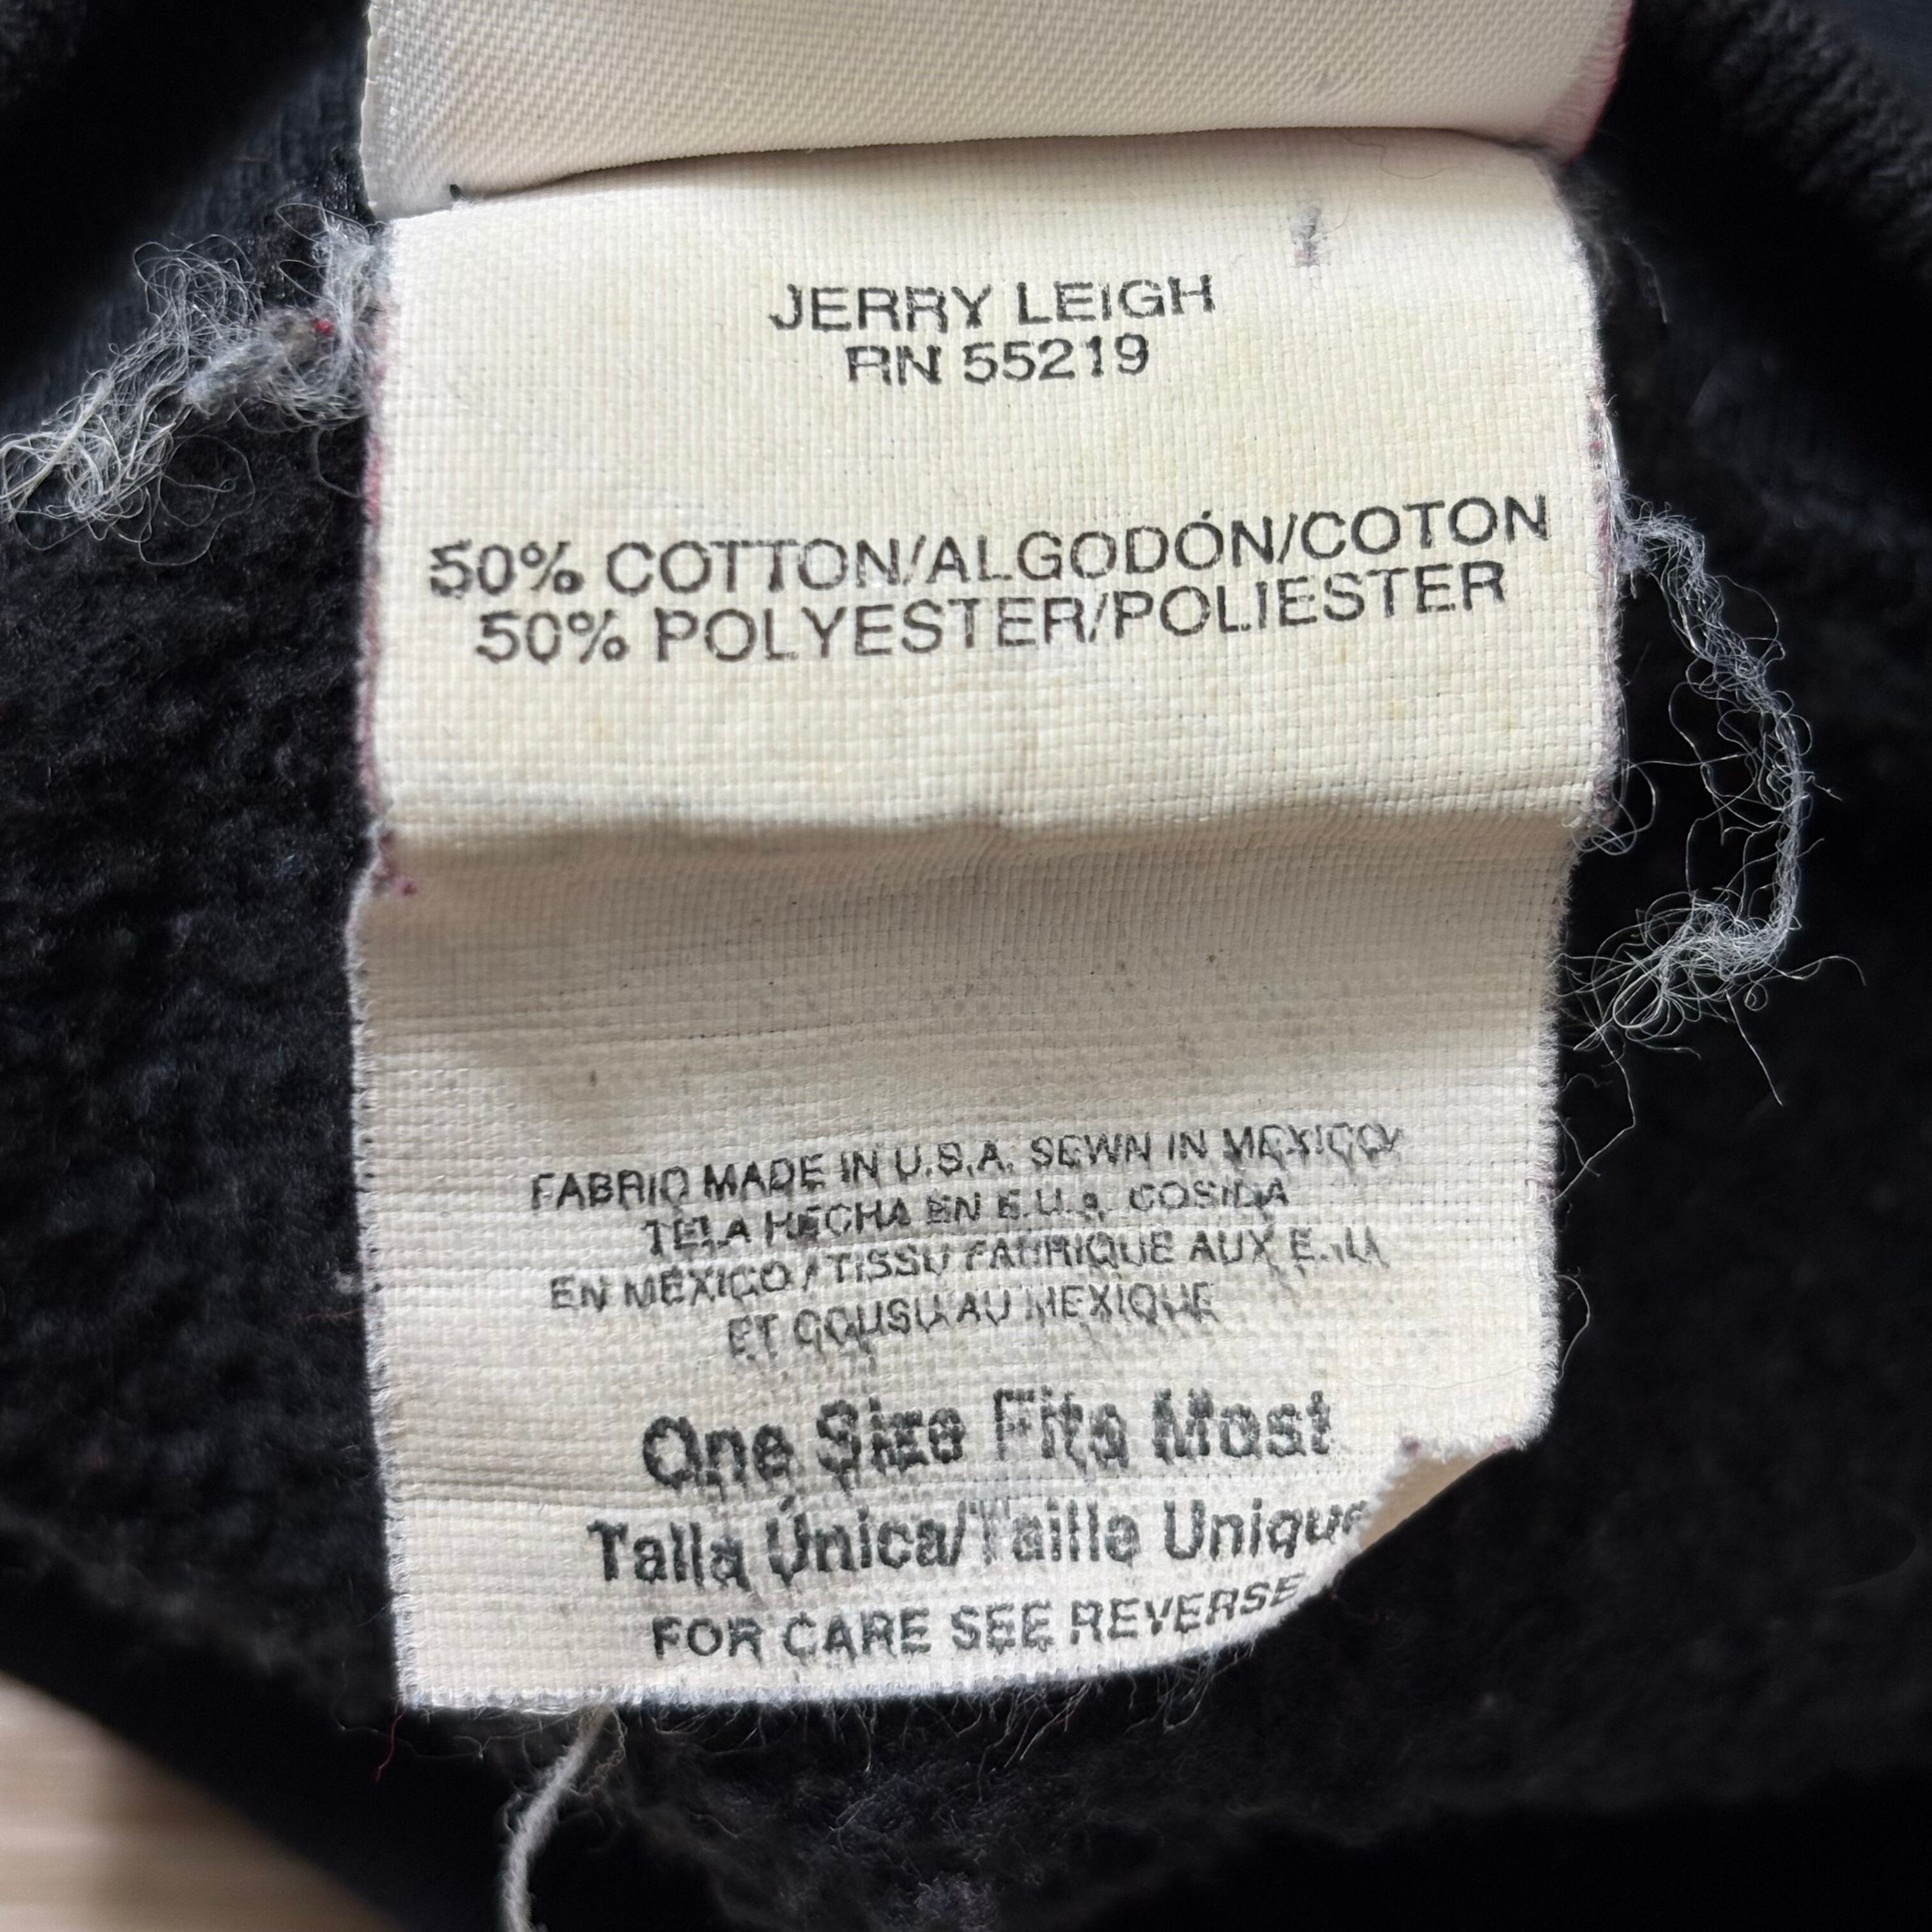 JERRY LEIGH
RN 55219
50% COTTON/ALGODÓN/COTON
50% POLYESTER/POLIESTER
FABRIC MADE IN U.S.A. SEWN IN MEXICO/
TELA HECHA EN E.U.a. COSIDA
EN MÉXICO/TISSU FABRIQUE AUX E.-U.
ET COUSU AU MEXIQUE
One Size Fits Most
Talla Única/Taille Unique
FOR CARE SEE REVERSE